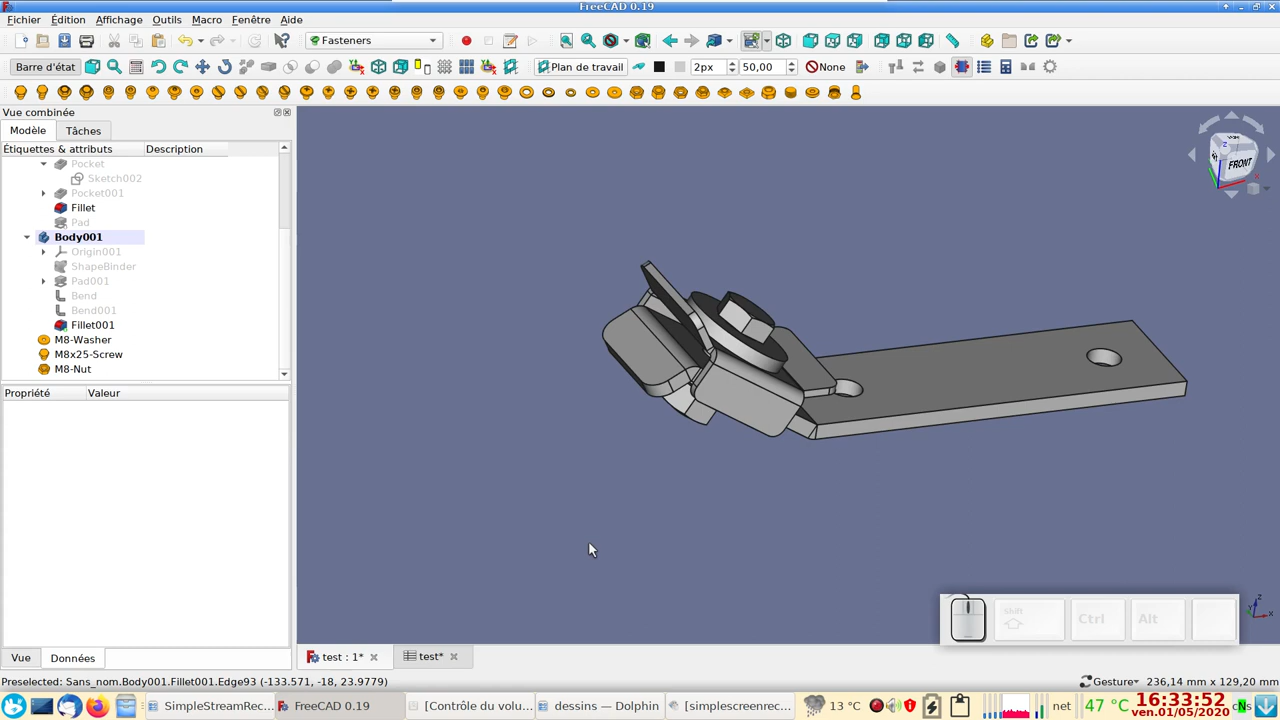 FreeCAD 0.19
Fichier Édition Affichage Outils Macro Fenêtre Aide
Fasteners
Barre d'état Plan de travail 2px 50,00 None
Vue combinée
Modèle Tâches
Étiquettes & attributs Description
Pocket
Sketch002
Pocket001
Fillet
Pad
Body001
Origin001
ShapeBinder
Pad001
Bend
Bend001
Fillet001
M8-Washer
M8x25-Screw
M8-Nut
Propriété Valeur
FRONT
Shift
Ctrl Alt
Vue Données
test : 1* test*
Preselected: Sans_nom.Body001.Fillet001.Edge93 (-133.571, -18, 23.9779) Gesture 236,14 mm x 129,20 mm
SimpleStreamRec... FreeCAD 0.19 [Contrôle du volu... dessins — Dolphin [simplescreenrec... 13 °C net 47 °C 16:33:52
ven.01/05/2020